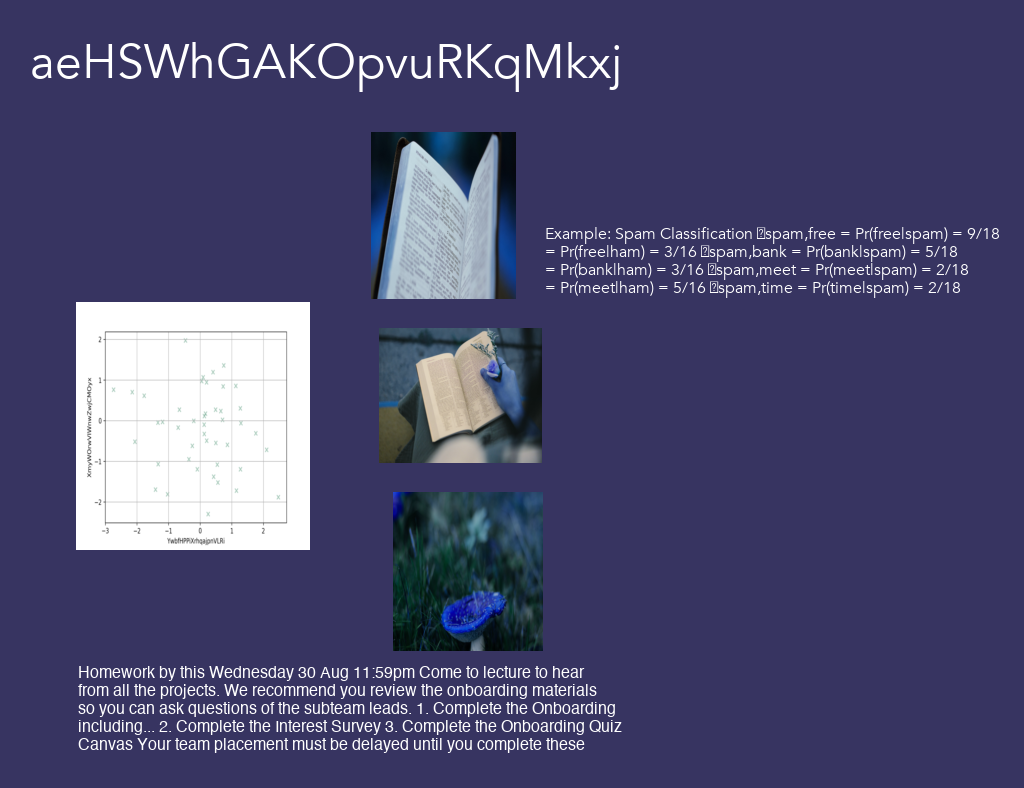 aeHSWhGAKOpvuRKqMkxj
Example: Spam Classification �spam,free = Pr(free|spam) = 9/18
= Pr(free|ham) = 3/16 �spam,bank = Pr(bank|spam) = 5/18
= Pr(bank|ham) = 3/16 �spam,meet = Pr(meet|spam) = 2/18
= Pr(meet|ham) = 5/16 �spam,time = Pr(time|spam) = 2/18
2
1
0
−1
−2
−3 −2 −1 0 1 2
YwbfHPPiXrhqajpnVLRi
Homework by this Wednesday 30 Aug 11:59pm Come to lecture to hear
from all the projects. We recommend you review the onboarding materials
so you can ask questions of the subteam leads. 1. Complete the Onboarding
including... 2. Complete the Interest Survey 3. Complete the Onboarding Quiz
Canvas Your team placement must be delayed until you complete these